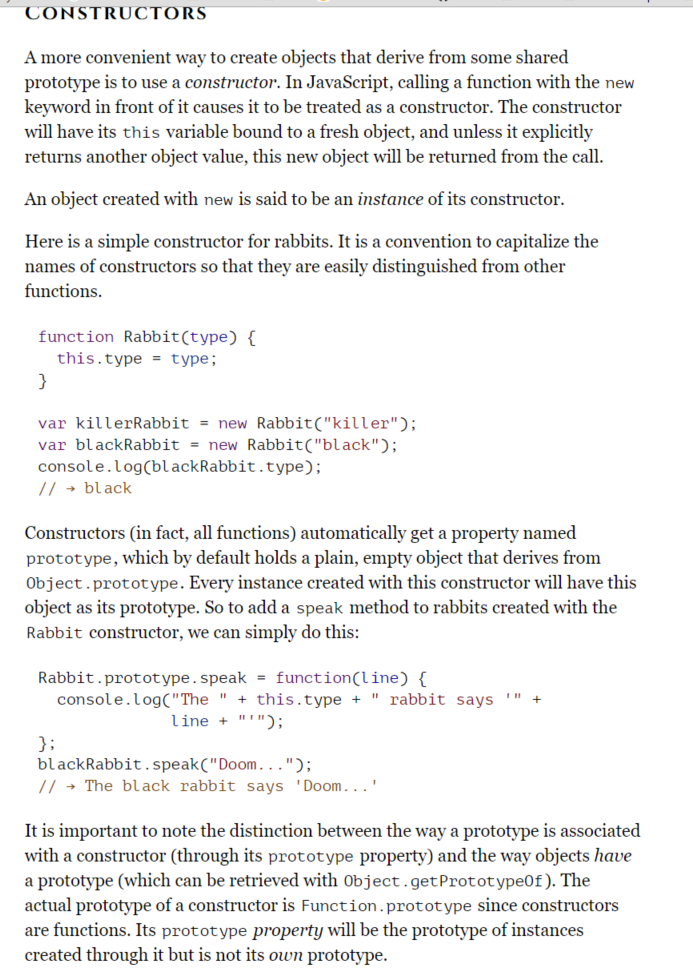 CONSTRUCTORS
A more convenient way to create objects that derive from some shared
prototype is to use a constructor. In JavaScript, calling a function with the new
keyword in front of it causes it to be treated as a constructor. The constructor
will have its this variable bound to a fresh object, and unless it explicitly
returns another object value, this new object will be returned from the call.
An object created with new is said to be an instance of its constructor.
Here is a simple constructor for rabbits. It is a convention to capitalize the
names of constructors so that they are easily distinguished from other
functions.
function Rabbit(type) {
  this.type = type;
}
var killerRabbit = new Rabbit("killer");
var blackRabbit = new Rabbit("black");
console.log(blackRabbit.type);
// → black
Constructors (in fact, all functions) automatically get a property named
prototype, which by default holds a plain, empty object that derives from
Object.prototype. Every instance created with this constructor will have this
object as its prototype. So to add a speak method to rabbits created with the
Rabbit constructor, we can simply do this:
Rabbit.prototype.speak = function(line) {
  console.log("The " + this.type + " rabbit says '" +
              line + "'");
};
blackRabbit.speak("Doom...");
// → The black rabbit says 'Doom...'
It is important to note the distinction between the way a prototype is associated
with a constructor (through its prototype property) and the way objects have
a prototype (which can be retrieved with Object.getPrototypeOf). The
actual prototype of a constructor is Function.prototype since constructors
are functions. Its prototype property will be the prototype of instances
created through it but is not its own prototype.